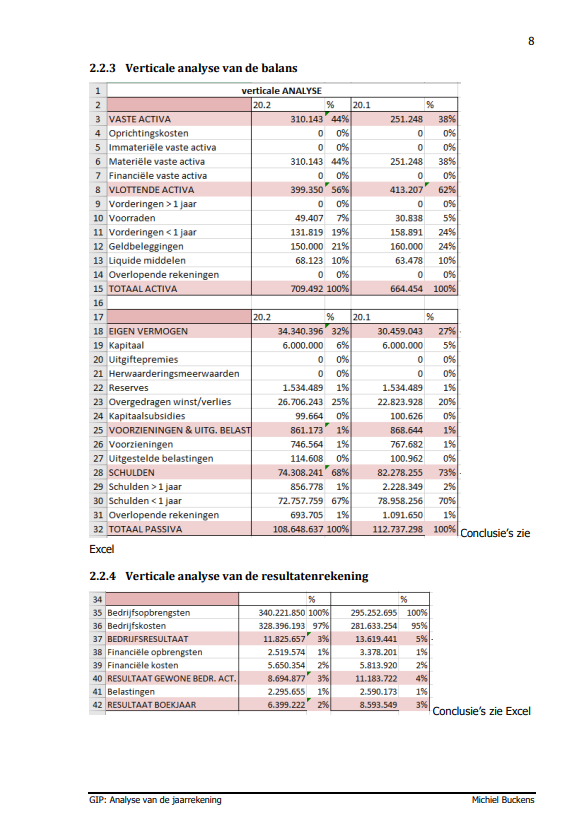 8
2.2.3 Verticale analyse van de balans
1 verticale ANALYSE
2 20.2 % 20.1 %
3 VASTE ACTIVA 310.143 44% 251.248 38%
4 Oprichtingskosten 0 0% 0 0%
5 Immateriële vaste activa 0 0% 0 0%
6 Materiële vaste activa 310.143 44% 251.248 38%
7 Financiële vaste activa 0 0% 0 0%
8 VLOTTENDE ACTIVA 399.350 56% 413.207 62%
9 Vorderingen > 1 jaar 0 0% 0 0%
10 Voorraden 49.407 7% 30.838 5%
11 Vorderingen < 1 jaar 131.819 19% 158.891 24%
12 Geldbeleggingen 150.000 21% 160.000 24%
13 Liquide middelen 68.123 10% 63.478 10%
14 Overlopende rekeningen 0 0% 0 0%
15 TOTAAL ACTIVA 709.492 100% 664.454 100%
16
17 20.2 % 20.1 %
18 EIGEN VERMOGEN 34.340.396 32% 30.459.043 27%
19 Kapitaal 6.000.000 6% 6.000.000 5%
20 Uitgiftepremies 0 0% 0 0%
21 Herwaarderingsmeerwaarden 0 0% 0 0%
22 Reserves 1.534.489 1% 1.534.489 1%
23 Overgedragen winst/verlies 26.706.243 25% 22.823.928 20%
24 Kapitaalsubsidies 99.664 0% 100.626 0%
25 VOORZIENINGEN & UITG. BELAST 861.173 1% 868.644 1%
26 Voorzieningen 746.564 1% 767.682 1%
27 Uitgestelde belastingen 114.608 0% 100.962 0%
28 SCHULDEN 74.308.241 68% 82.278.255 73%
29 Schulden > 1 jaar 856.778 1% 2.228.349 2%
30 Schulden < 1 jaar 72.757.759 67% 78.958.256 70%
31 Overlopende rekeningen 693.705 1% 1.091.650 1%
32 TOTAAL PASSIVA 108.648.637 100% 112.737.298 100% Conclusie's zie
Excel
2.2.4 Verticale analyse van de resultatenrekening
34 % %
35 Bedrijfsopbrengsten 340.221.850 100% 295.252.695 100%
36 Bedrijfskosten 328.396.193 97% 281.633.254 95%
37 BEDRIJFSRESULTAAT 11.825.657 3% 13.619.441 5%
38 Financiële opbrengsten 2.519.574 1% 3.378.201 1%
39 Financiële kosten 5.650.354 2% 5.813.920 2%
40 RESULTAAT GEWONE BEDR. ACT. 8.694.877 3% 11.183.722 4%
41 Belastingen 2.295.655 1% 2.590.173 1%
42 RESULTAAT BOEKJAAR 6.399.222 2% 8.593.549 3% Conclusie's zie Excel
GIP: Analyse van de jaarrekening Michiel Buckens